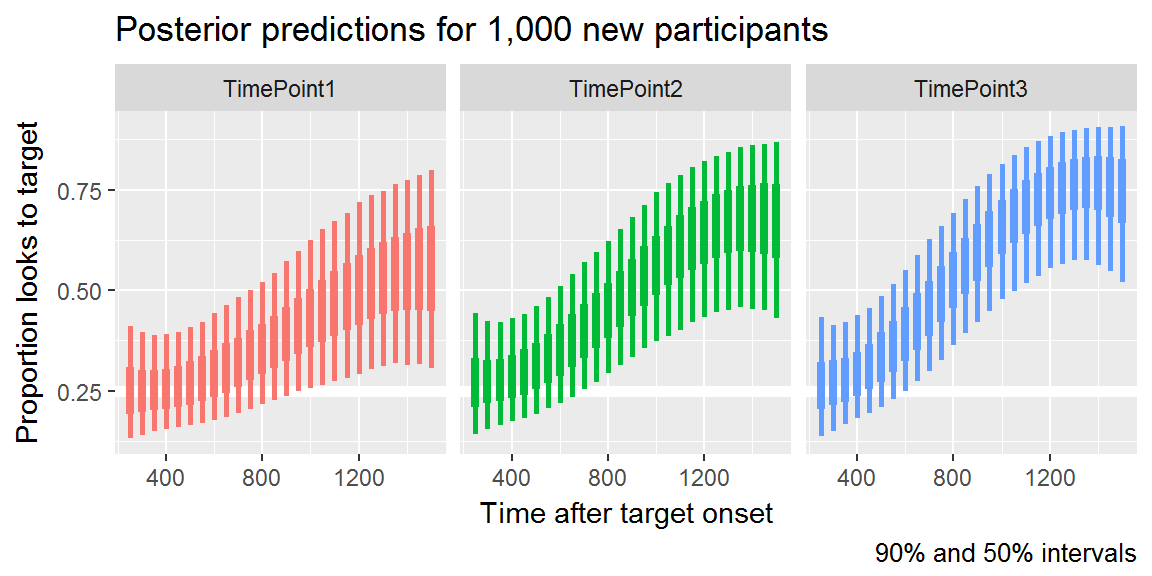 Posterior predictions for 1,000 new participants
TimePoint1 TimePoint2 TimePoint3
Proportion looks to target
0.75
0.50
0.25
400 800 1200 400 800 1200 400 800 1200
Time after target onset
90% and 50% intervals